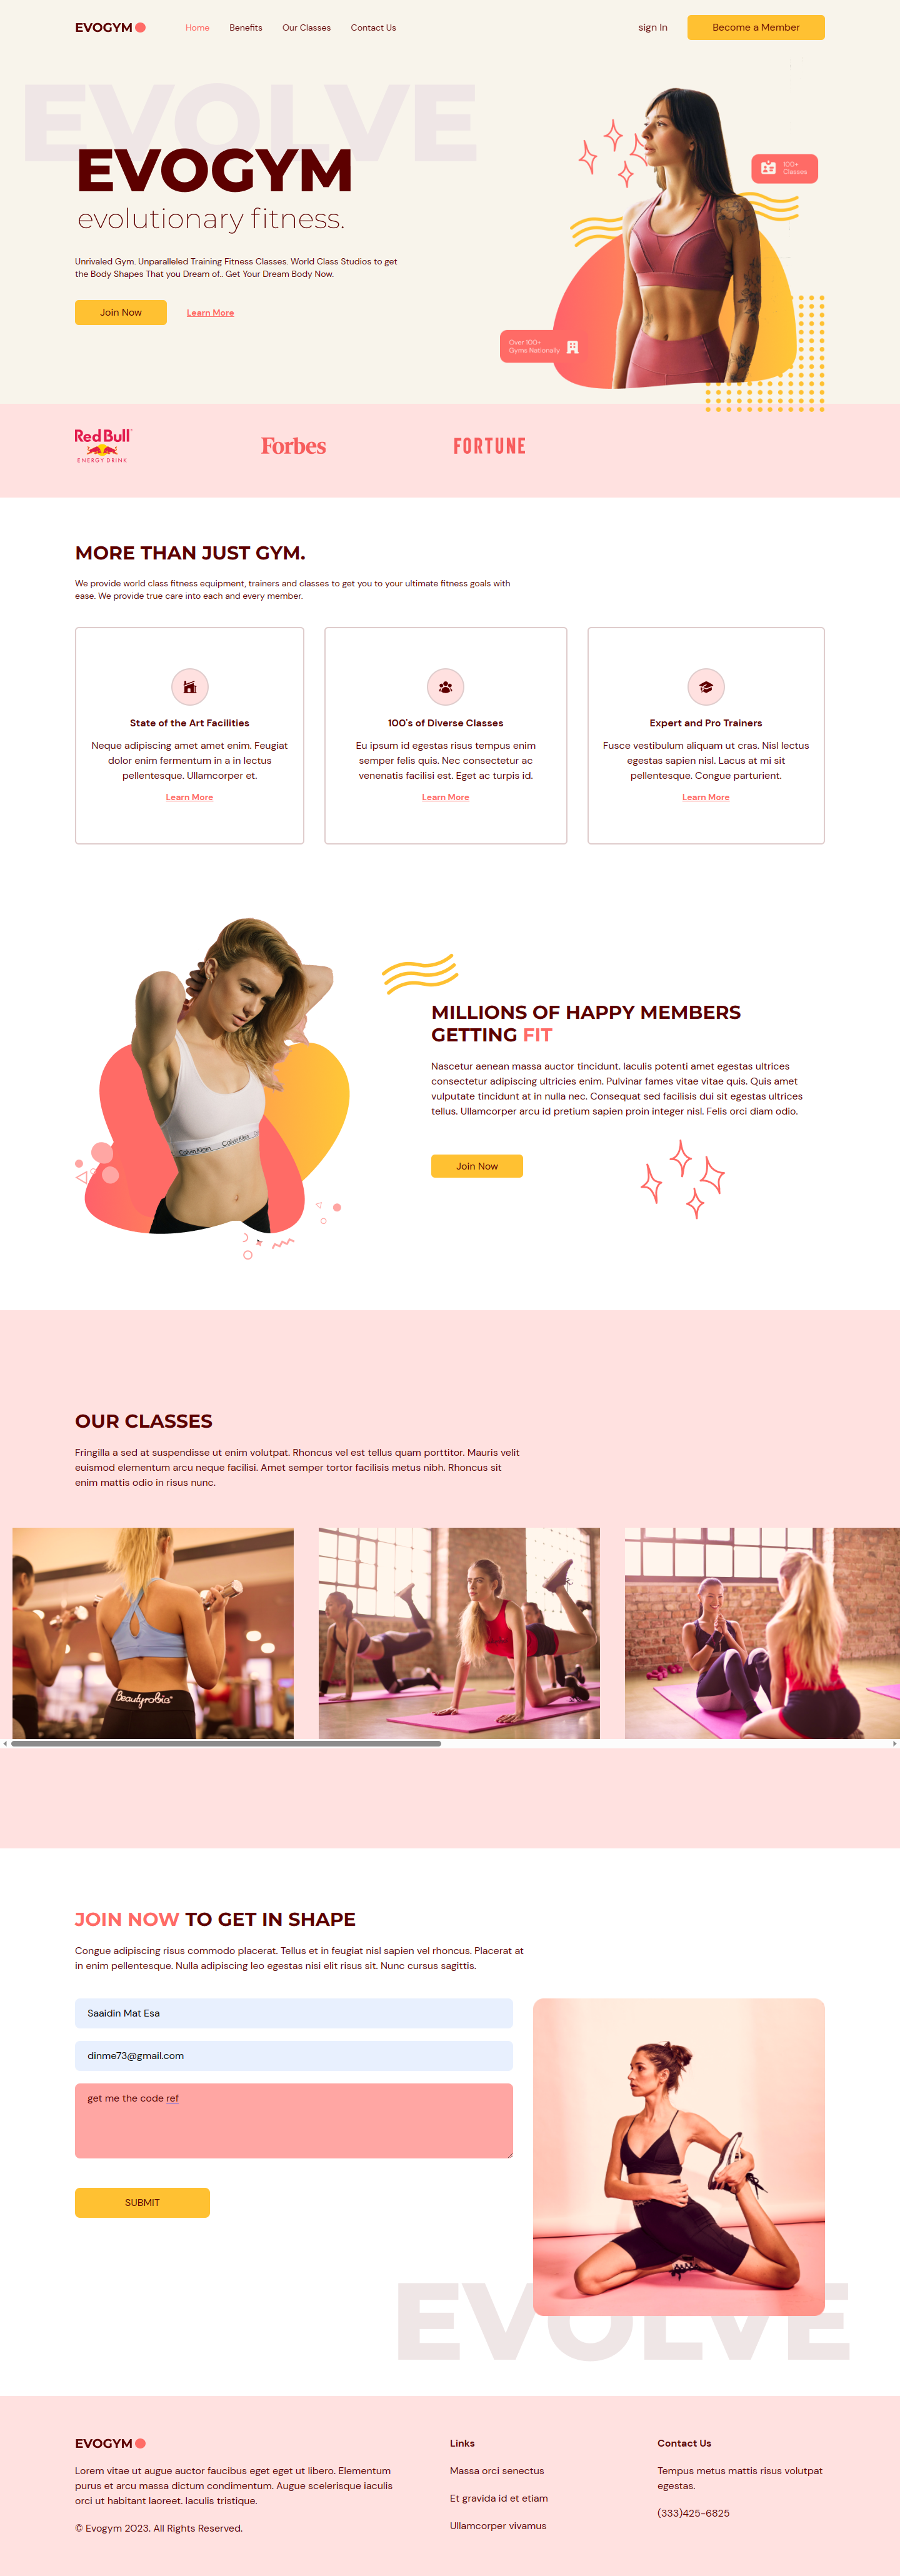 EVOGYM
Home Benefits Our Classes Contact Us
sign In
Become a Member
EVOLVE
EVOGYM
evolutionary fitness.
100+
Classes
Unrivaled Gym. Unparalleled Training Fitness Classes. World Class Studios to get
the Body Shapes That you Dream of.. Get Your Dream Body Now.
Join Now
Learn More
Over 100+
Gyms Nationally
Red Bull
ENERGY DRINK
Forbes
FORTUNE
MORE THAN JUST GYM.
We provide world class fitness equipment, trainers and classes to get you to your ultimate fitness goals with
ease. We provide true care into each and every member.
State of the Art Facilities
Neque adipiscing amet amet enim. Feugiat
dolor enim fermentum in a in lectus
pellentesque. Ullamcorper et.
Learn More
100's of Diverse Classes
Eu ipsum id egestas risus tempus enim
semper felis quis. Nec consectetur ac
venenatis facilisi est. Eget ac turpis id.
Learn More
Expert and Pro Trainers
Fusce vestibulum aliquam ut cras. Nisl lectus
egestas sapien nisl. Lacus at mi sit
pellentesque. Congue parturient.
Learn More
MILLIONS OF HAPPY MEMBERS
GETTING FIT
Nascetur aenean massa auctor tincidunt. Iaculis potenti amet egestas ultrices
consectetur adipiscing ultricies enim. Pulvinar fames vitae vitae quis. Quis amet
vulputate tincidunt at in nulla nec. Consequat sed facilisis dui sit egestas ultrices
tellus. Ullamcorper arcu id pretium sapien proin integer nisl. Felis orci diam odio.
Calvin Klein Calvin Klein
Join Now
OUR CLASSES
Fringilla a sed at suspendisse ut enim volutpat. Rhoncus vel est tellus quam porttitor. Mauris velit
euismod elementum arcu neque facilisi. Amet semper tortor facilisis metus nibh. Rhoncus sit
enim mattis odio in risus nunc.
Beautyrobics
JOIN NOW TO GET IN SHAPE
Congue adipiscing risus commodo placerat. Tellus et in feugiat nisl sapien vel rhoncus. Placerat at
in enim pellentesque. Nulla adipiscing leo egestas nisi elit risus sit. Nunc cursus sagittis.
Saaidin Mat Esa
dinme73@gmail.com
get me the code ref
SUBMIT
EVOLVE
EVOGYM
Lorem vitae ut augue auctor faucibus eget eget ut libero. Elementum
purus et arcu massa dictum condimentum. Augue scelerisque iaculis
orci ut habitant laoreet. Iaculis tristique.
© Evogym 2023. All Rights Reserved.
Links
Massa orci senectus
Et gravida id et etiam
Ullamcorper vivamus
Contact Us
Tempus metus mattis risus volutpat
egestas.
(333)425-6825